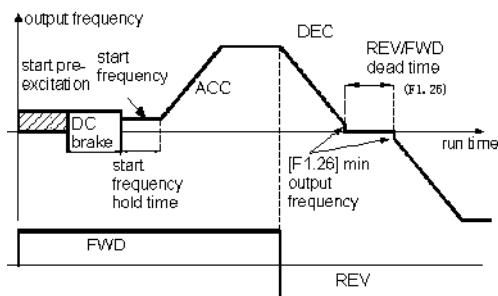 output frequency
DEC
REV/FWD
dead time
(F1.26)
start pre-
excitation
start
frequency
ACC
DC
brake
run time
start
frequency
hold time
[F1.26] min
output
frequency
FWD
REV